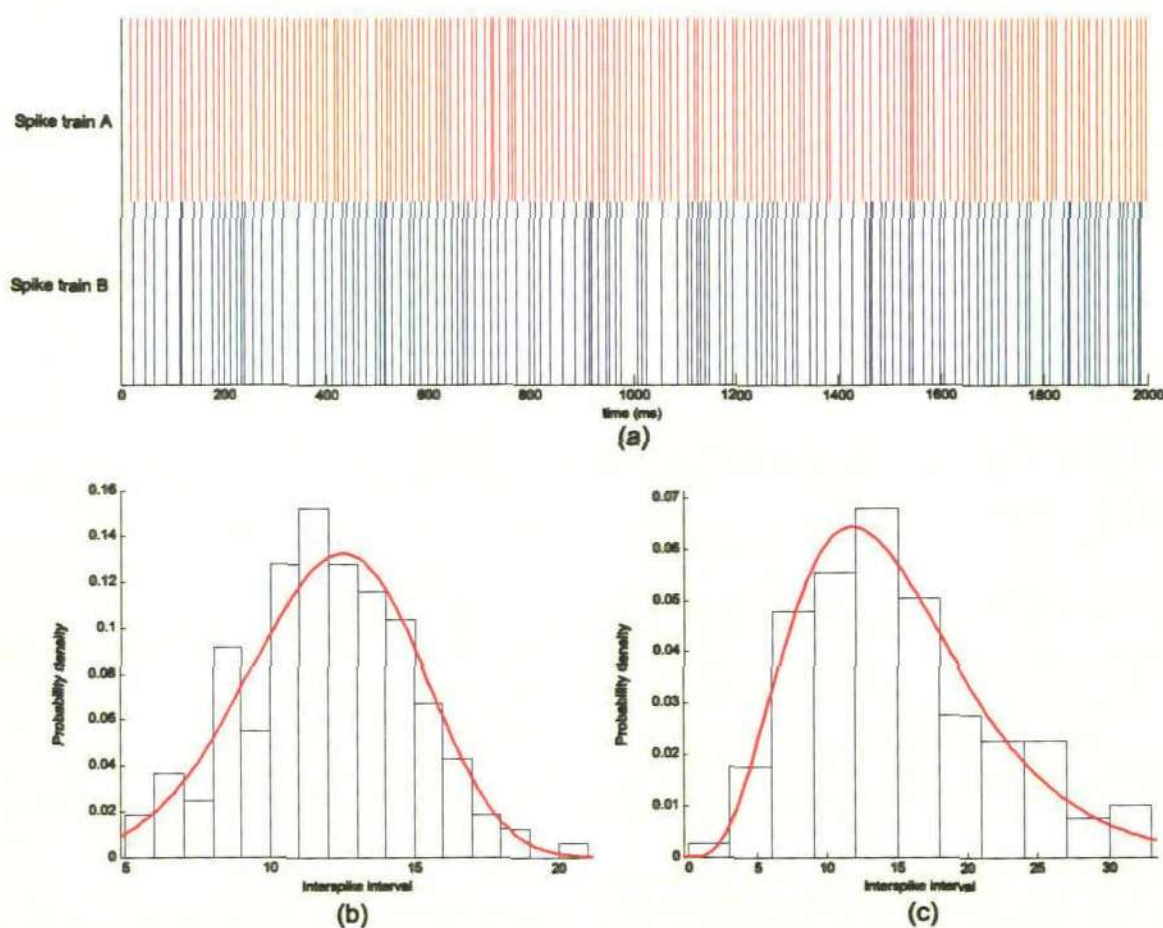 Spike train A
Spike train B
0 200 400 600 800 1000 1200 1400 1600 1800 2000
time (ms)
(a)
0.16
0.14
0.12
0.1
0.08
0.06
0.04
0.02
0
Probability density
5 10 15 20
Interspike interval
(b)
0.07
0.06
0.05
0.04
0.03
0.02
0.01
0
Probability density
0 5 10 15 20 25 30
Interspike interval
(c)